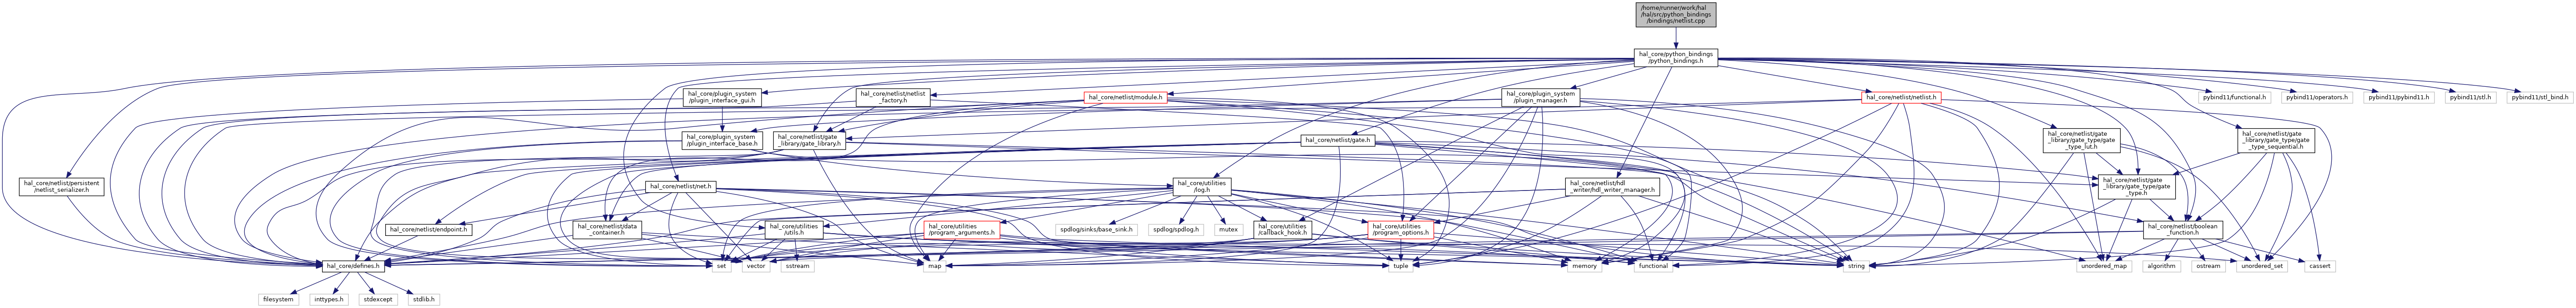 /home/runner/work/hal
/hal/src/python_bindings
/bindings/netlist.cpp
hal_core/python_bindings
/python_bindings.h
hal_core/plugin_system
/plugin_interface_gui.h
hal_core/netlist/netlist
_factory.h
hal_core/netlist/module.h
hal_core/plugin_system
/plugin_manager.h
hal_core/netlist/netlist.h
pybind11/functional.h
pybind11/operators.h
pybind11/pybind11.h
pybind11/stl.h
pybind11/stl_bind.h
hal_core/plugin_system
/plugin_interface_base.h
hal_core/netlist/gate
_library/gate_library.h
hal_core/netlist/gate.h
hal_core/netlist/gate
_library/gate_type/gate
_type_lut.h
hal_core/netlist/gate
_library/gate_type/gate
_type_sequential.h
hal_core/netlist/persistent
/netlist_serializer.h
hal_core/netlist/net.h
hal_core/utilities
/log.h
hal_core/netlist/hdl
_writer/hdl_writer_manager.h
hal_core/netlist/gate
_library/gate_type/gate
_type.h
hal_core/netlist/endpoint.h
hal_core/netlist/data
_container.h
hal_core/utilities
/utils.h
hal_core/utilities
/program_arguments.h
spdlog/sinks/base_sink.h
spdlog/spdlog.h
mutex
hal_core/utilities
/callback_hook.h
hal_core/utilities
/program_options.h
hal_core/netlist/boolean
_function.h
hal_core/defines.h
set
vector
sstream
map
tuple
memory
functional
string
unordered_map
algorithm
ostream
unordered_set
cassert
filesystem
inttypes.h
stdexcept
stdlib.h